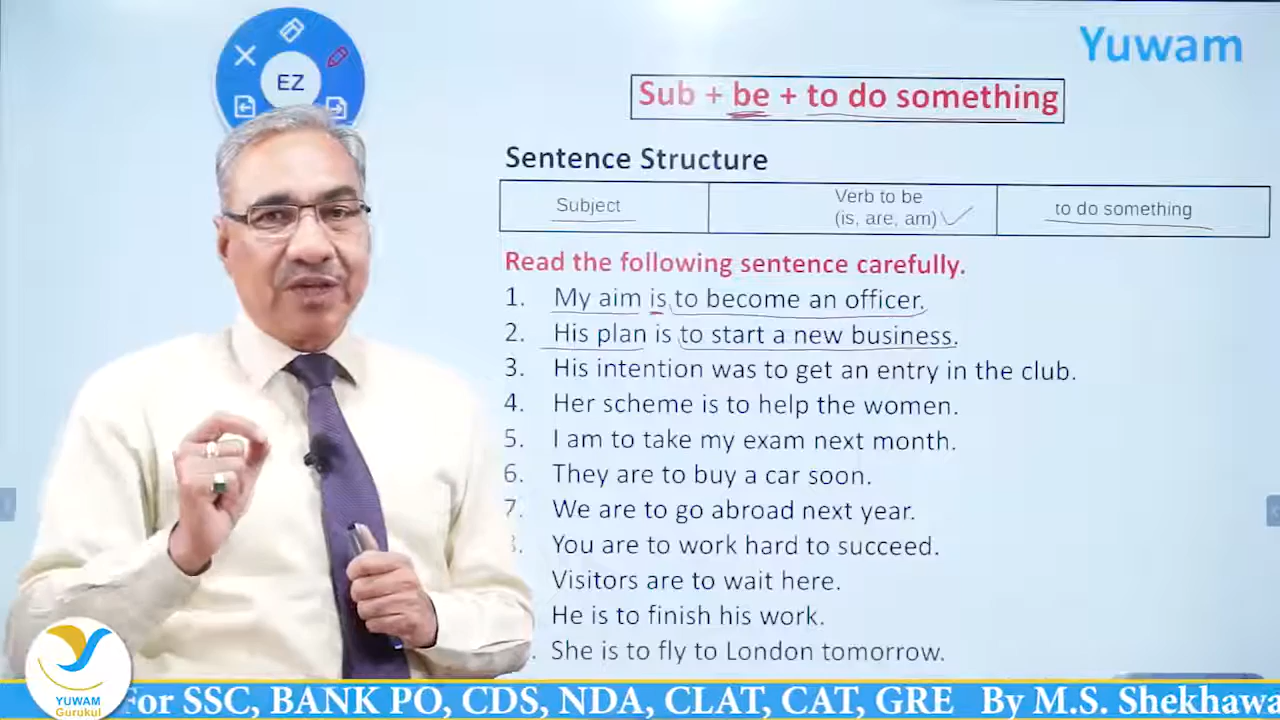 Yuwam
EZ
Sub + be + to do something
Sentence Structure
Subject
Verb to be
(is, are, am)
to do something
Read the following sentence carefully.
1. My aim is to become an officer.
2. His plan is to start a new business.
3. His intention was to get an entry in the club.
4. Her scheme is to help the women.
5. I am to take my exam next month.
6. They are to buy a car soon.
7. We are to go abroad next year.
You are to work hard to succeed.
Visitors are to wait here.
He is to finish his work.
She is to fly to London tomorrow.
YUWAM
Gurukul
For SSC, BANK PO, CDS, NDA, CLAT, CAT, GRE By M.S. Shekhawa